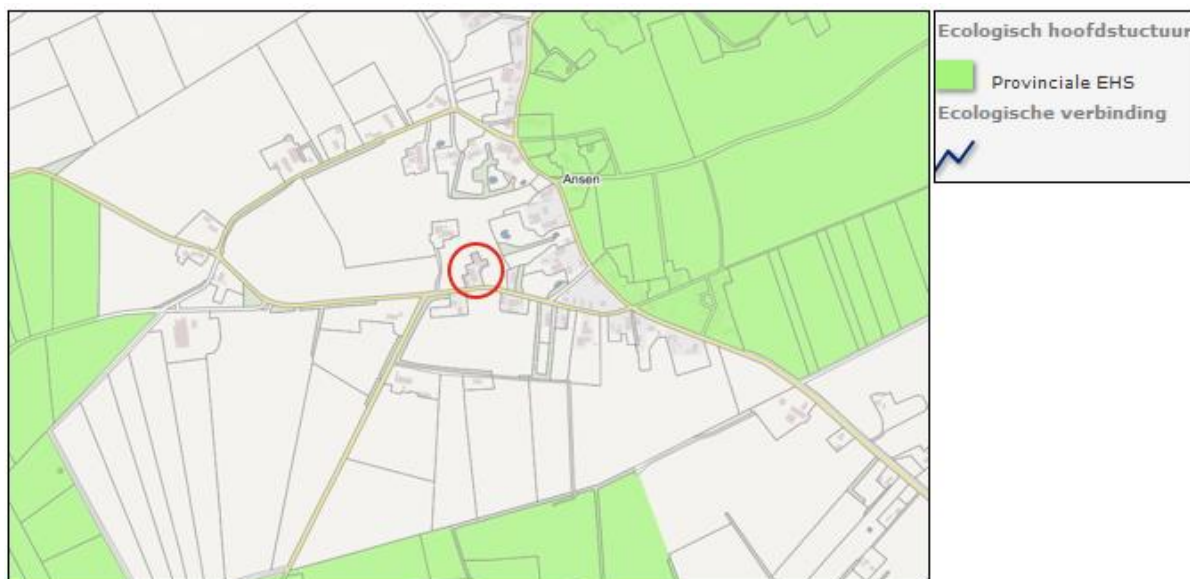 Ecologisch hoofdstuctuur
Provinciale EHS
Ecologische verbinding
Ansen